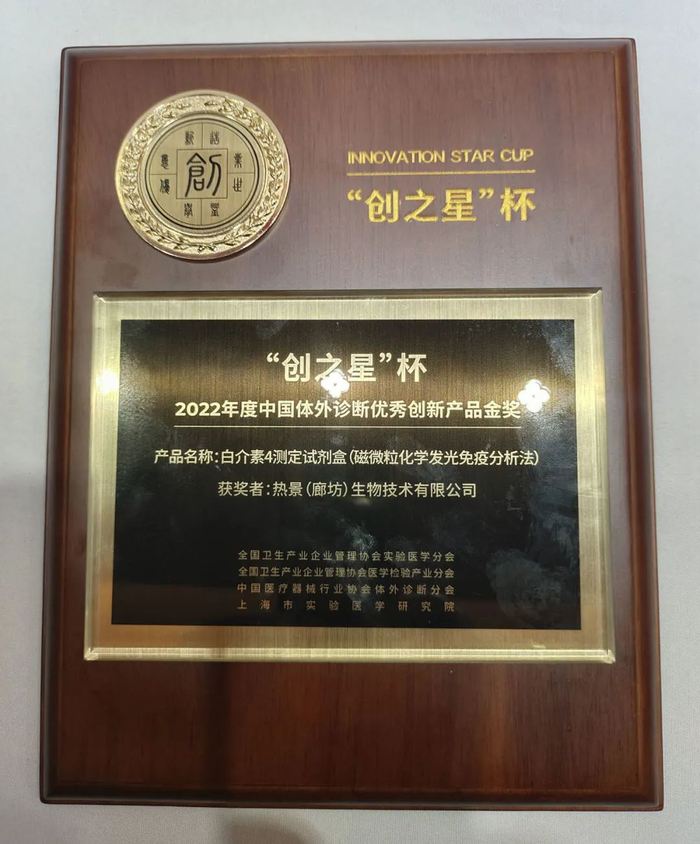 創
INNOVATION STAR CUP
“创之星”杯
“创之星”杯
2022年度中国体外诊断优秀创新产品金奖
产品名称：白介素4测定试剂盒（磁微粒化学发光免疫分析法）
获奖者：热景（廊坊）生物技术有限公司
全国卫生产业企业管理协会实验医学分会
全国卫生产业企业管理协会医学检验产业分会
中国医疗器械行业协会体外诊断分会
上海市实验医学研究院